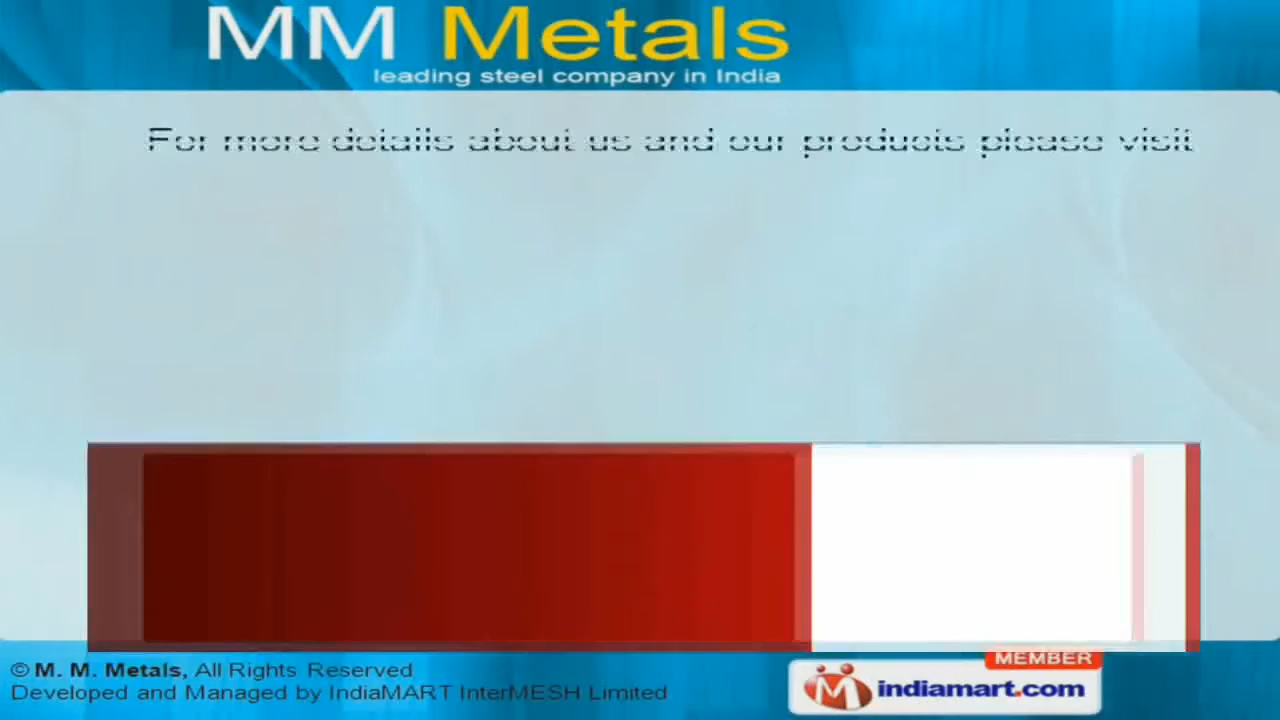 MM Metals
leading steel company in India
For more details about us and our products please visit
© M. M. Metals, All Rights Reserved
Developed and Managed by IndiaMART InterMESH Limited
MEMBER
indiamart.com